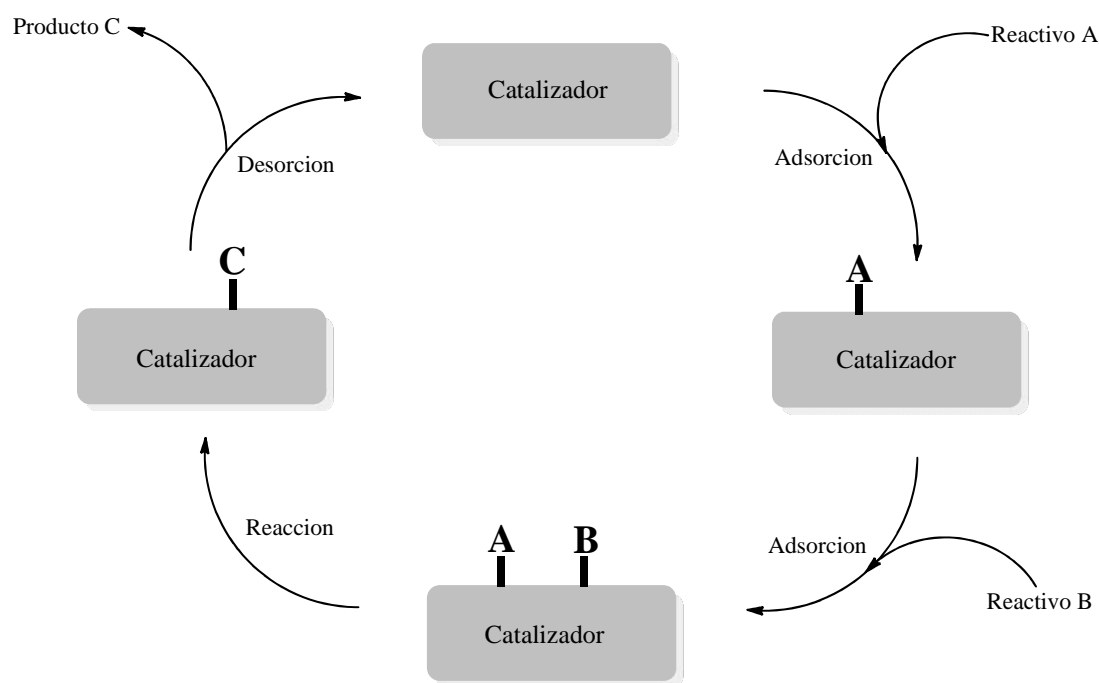 Producto C
Reactivo A
Catalizador
Adsorcion
Desorcion
C
A
Catalizador
Catalizador
Reaccion
A B
Adsorcion
Reactivo B
Catalizador